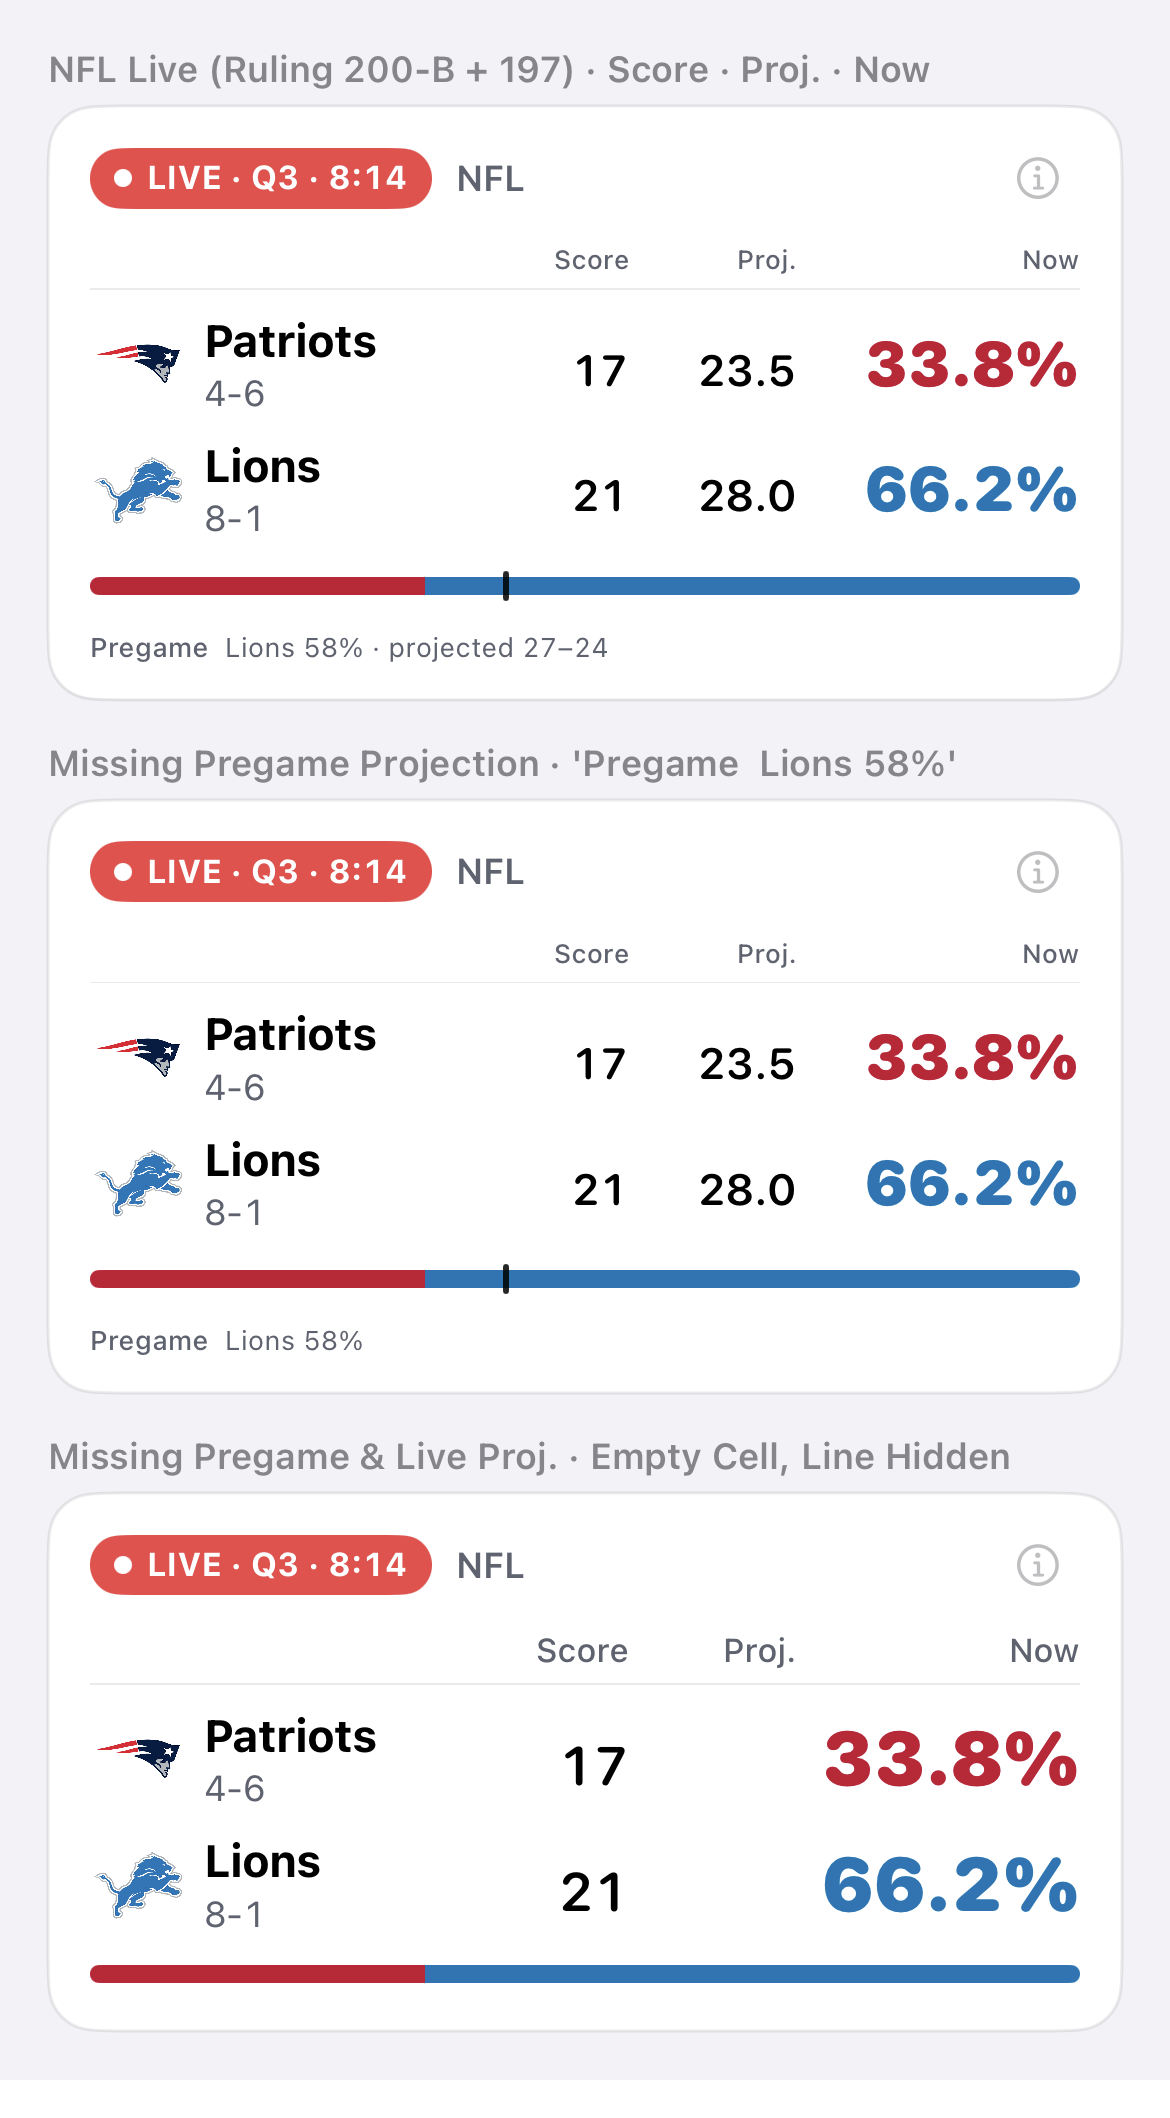 NFL Live (Ruling 200-B + 197) · Score · Proj. · Now
LIVE · Q3 · 8:14 NFL
Score Proj. Now
Patriots 17 23.5 33.8%
4-6
Lions 21 28.0 66.2%
8-1
Pregame Lions 58% · projected 27–24
Missing Pregame Projection · 'Pregame  Lions 58%'
LIVE · Q3 · 8:14 NFL
Score Proj. Now
Patriots 17 23.5 33.8%
4-6
Lions 21 28.0 66.2%
8-1
Pregame Lions 58%
Missing Pregame & Live Proj. · Empty Cell, Line Hidden
LIVE · Q3 · 8:14 NFL
Score Proj. Now
Patriots 17 33.8%
4-6
Lions 21 66.2%
8-1